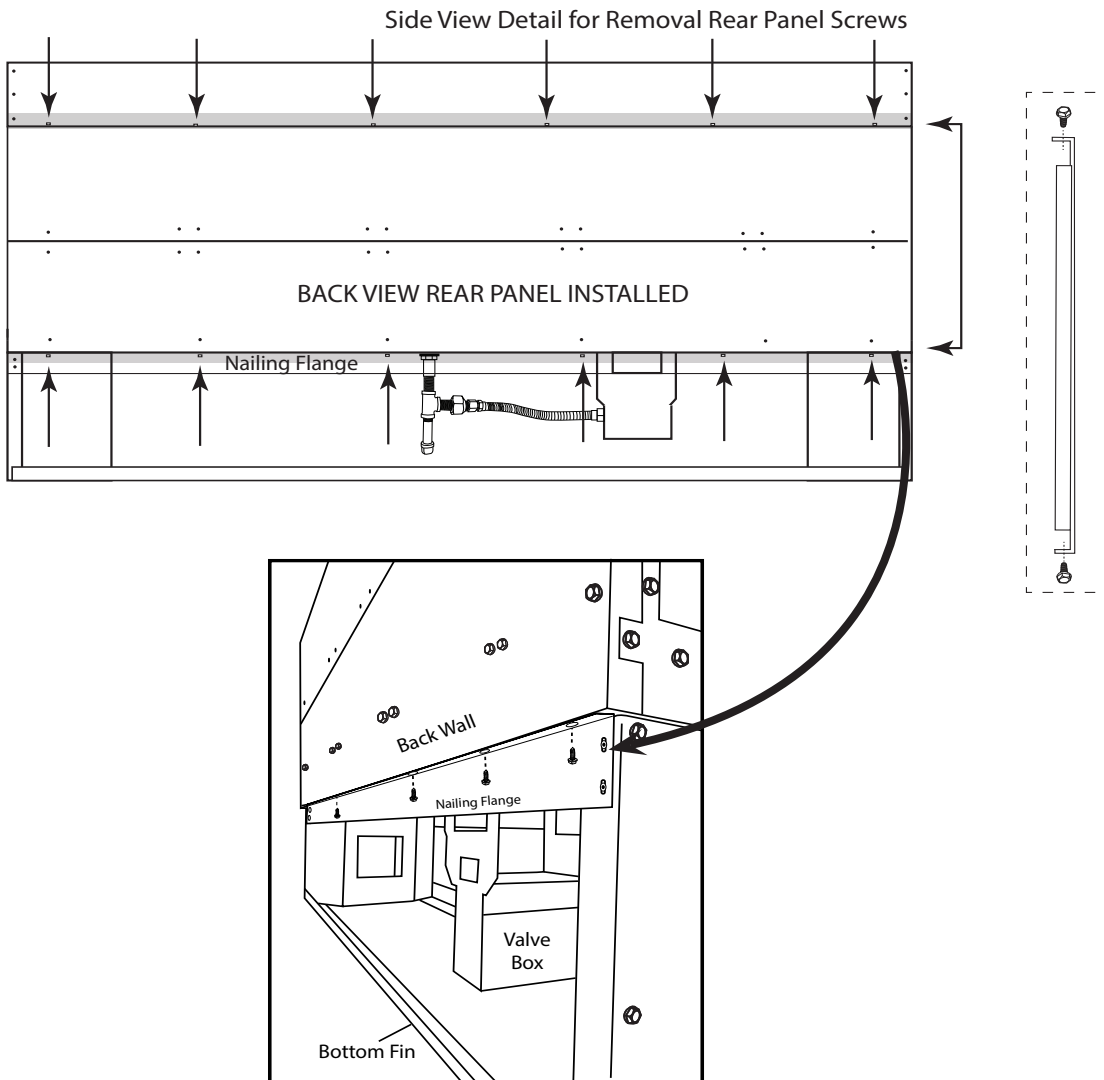 Side View Detail for Removal Rear Panel Screws
BACK VIEW REAR PANEL INSTALLED
Nailing Flange
Back Wall
Nailing Flange
Valve
Box
Bottom Fin